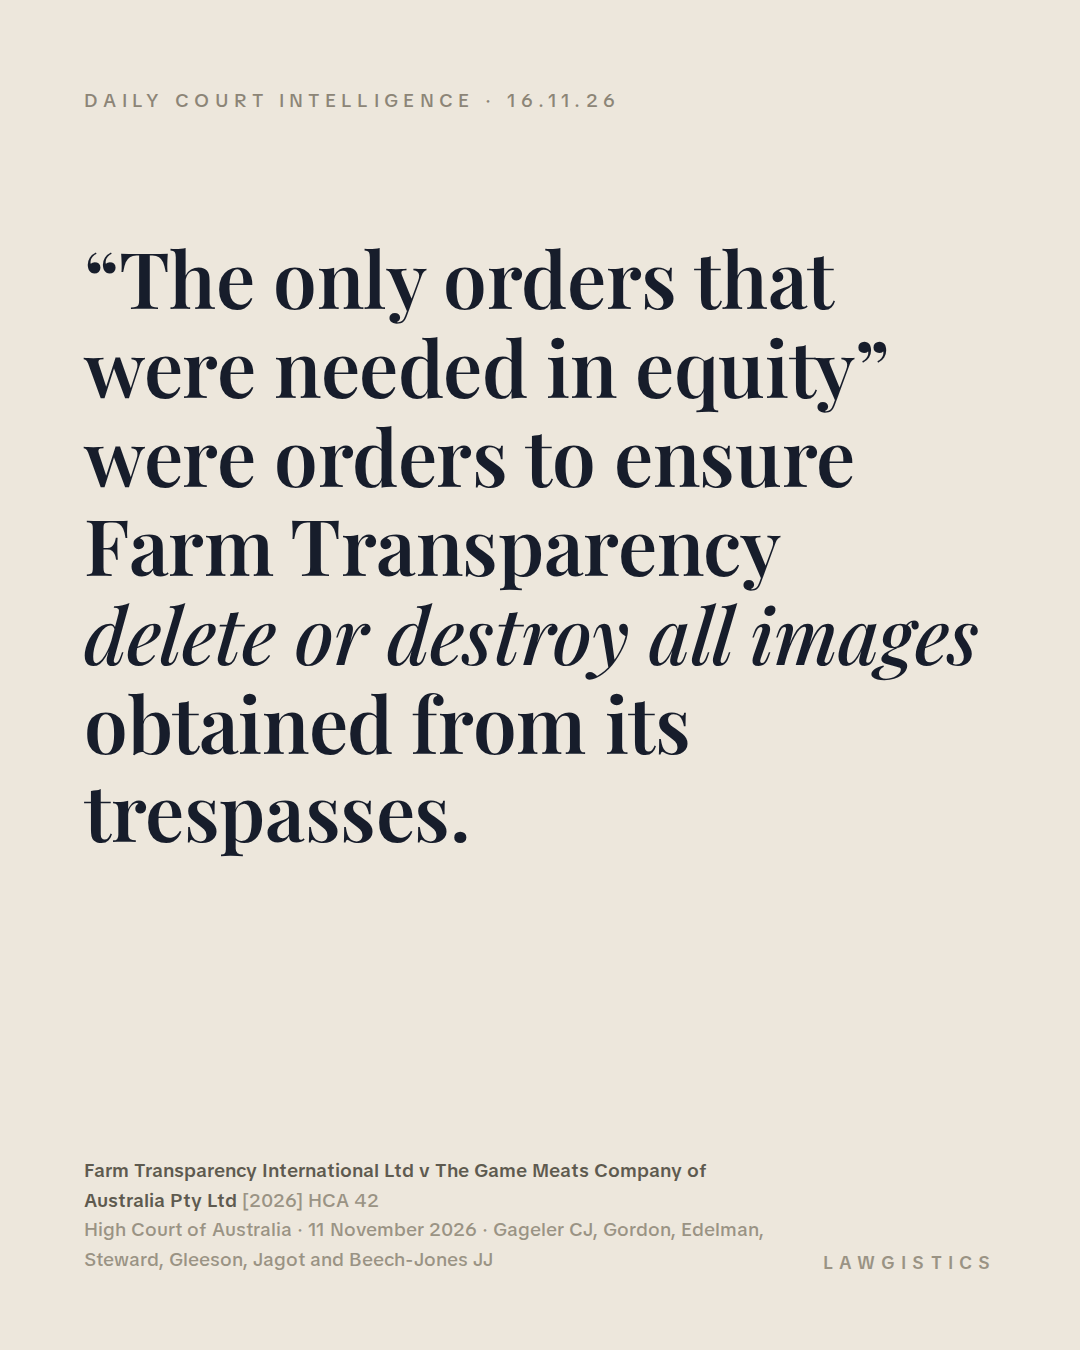 DAILY COURT INTELLIGENCE · 16.11.26
“The only orders that
were needed in equity”
were orders to ensure
Farm Transparency
delete or destroy all images
obtained from its
trespasses.
Farm Transparency International Ltd v The Game Meats Company of
Australia Pty Ltd [2026] HCA 42
High Court of Australia · 11 November 2026 · Gageler CJ, Gordon, Edelman,
Steward, Gleeson, Jagot and Beech-Jones JJ
LAWGISTICS